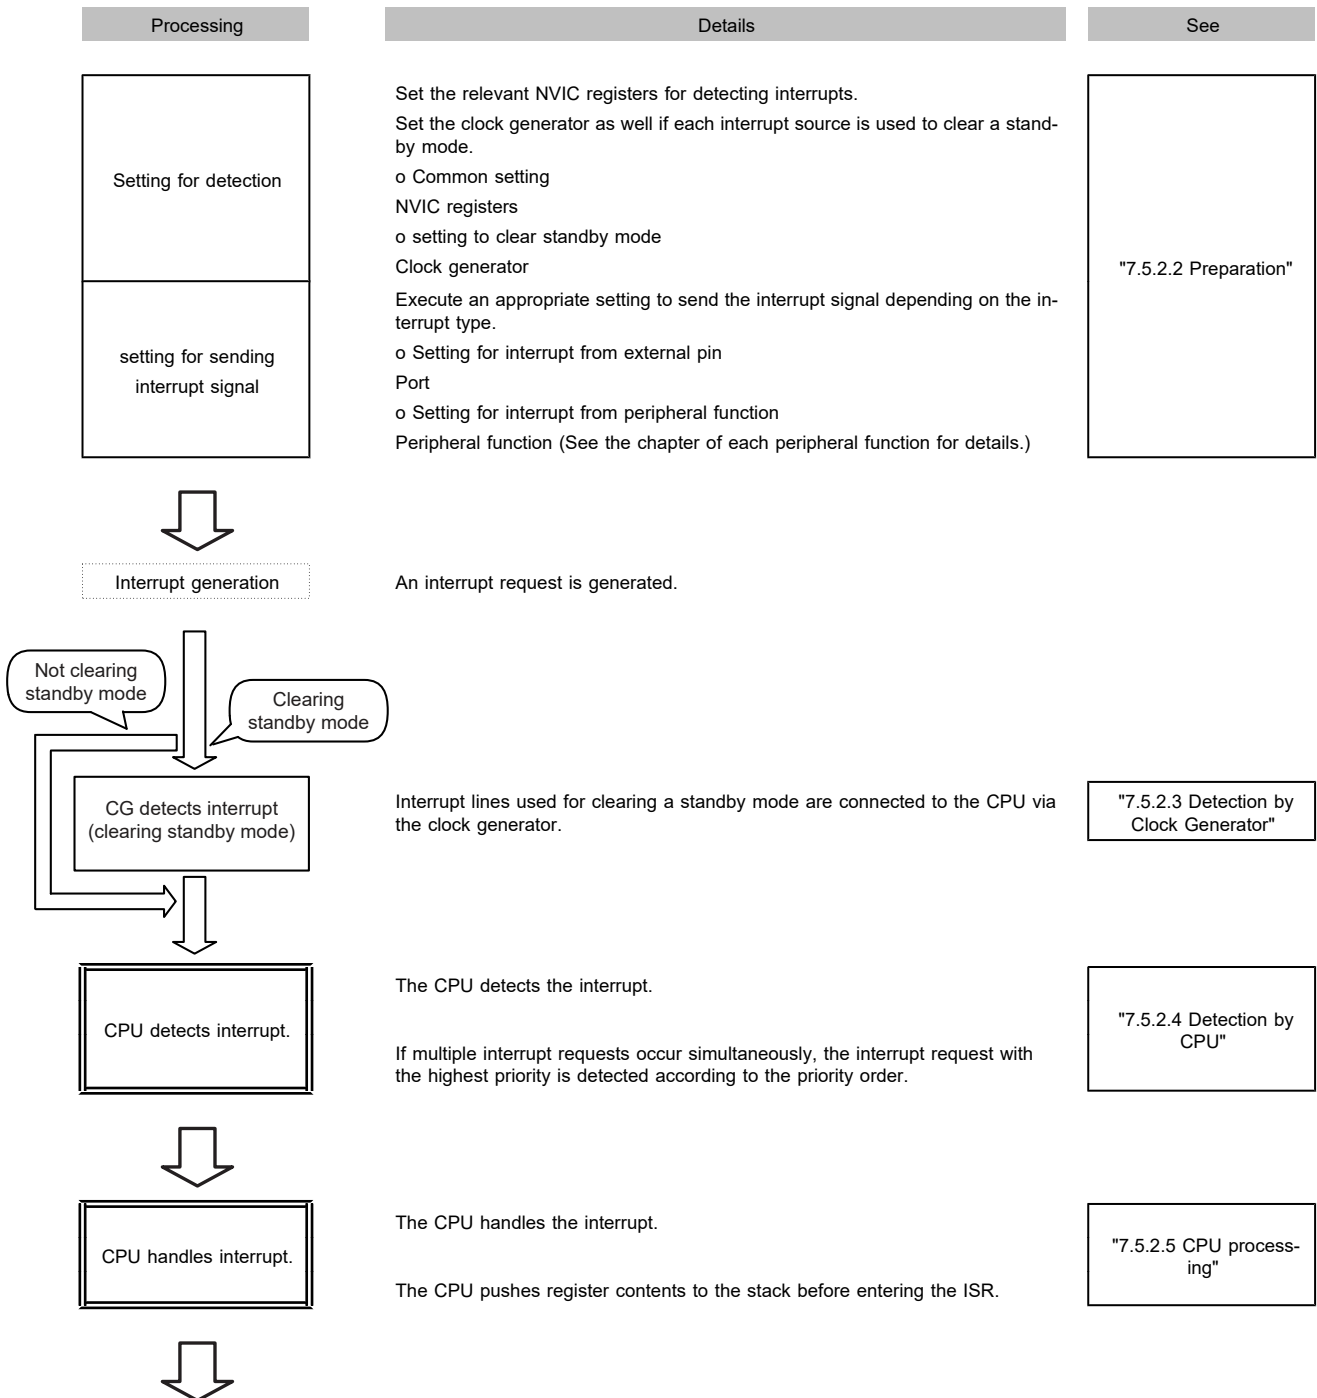 Processing
Details
See
Setting for detection
Set the relevant NVIC registers for detecting interrupts.
Set the clock generator as well if each interrupt source is used to clear a stand-
by mode.
o Common setting
NVIC registers
o setting to clear standby mode
Clock generator
"7.5.2.2 Preparation"
setting for sending
interrupt signal
Execute an appropriate setting to send the interrupt signal depending on the in-
terrupt type.
o Setting for interrupt from external pin
Port
o Setting for interrupt from peripheral function
Peripheral function (See the chapter of each peripheral function for details.)
Interrupt generation
An interrupt request is generated.
Not clearing
standby mode
Clearing
standby mode
CG detects interrupt
(clearing standby mode)
Interrupt lines used for clearing a standby mode are connected to the CPU via
the clock generator.
"7.5.2.3 Detection by
Clock Generator"
CPU detects interrupt.
The CPU detects the interrupt.
If multiple interrupt requests occur simultaneously, the interrupt request with
the highest priority is detected according to the priority order.
"7.5.2.4 Detection by
CPU"
CPU handles interrupt.
The CPU handles the interrupt.
The CPU pushes register contents to the stack before entering the ISR.
"7.5.2.5 CPU process-
ing"